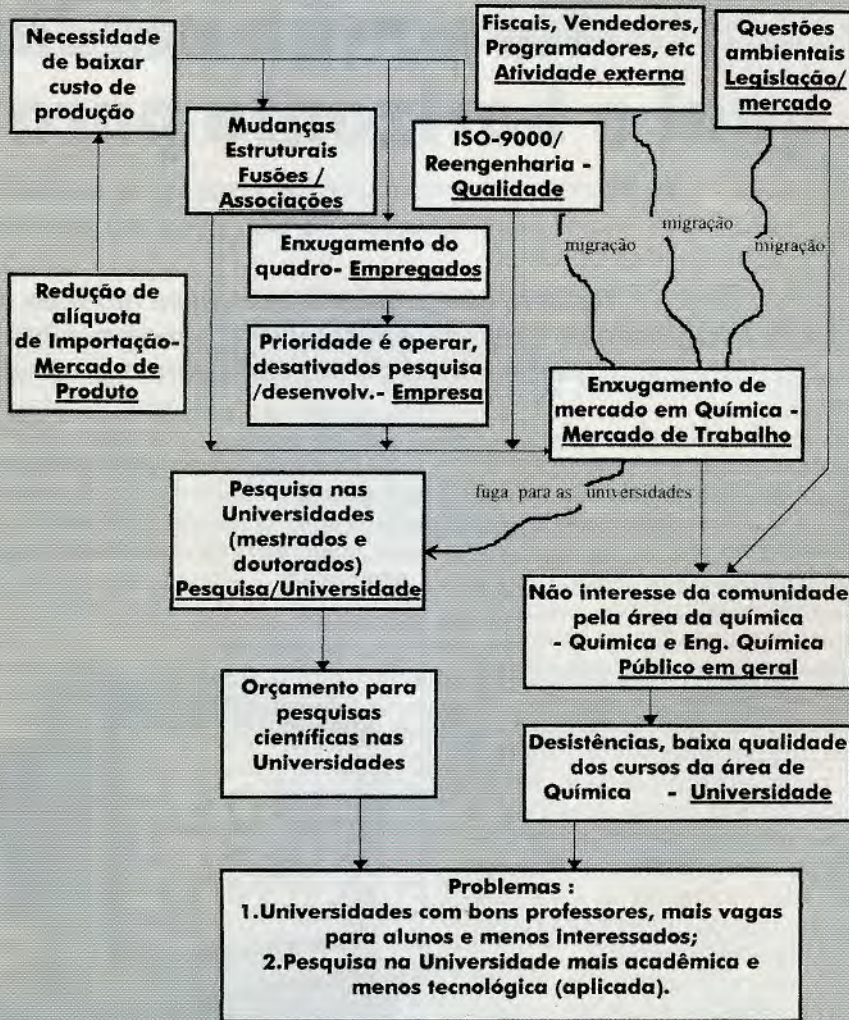 Necessidade
de baixar
custo de
produção
Fiscais, Vendedores,
Programadores, etc
Atividade externa
Questões
ambientais
Legislação/
mercado
Mudanças
Estruturais
Fusões /
Associações
ISO-9000/
Reengenharia -
Qualidade
migração
migração
migração
Enxugamento do
quadro- Empregados
Redução de
alíquota
de Importação-
Mercado de
Produto
Prioridade é operar,
desativados pesquisa
/desenvolv.- Empresa
Enxugamento de
mercado em Química -
Mercado de Trabalho
fuga para as universidades
Pesquisa nas
Universidades
(mestrados e
doutorados)
Pesquisa/Universidade
Não interesse da comunidade
pela área da química
- Química e Eng. Química
Público em geral
Orçamento para
pesquisas
científicas nas
Universidades
Desistências, baixa qualidade
dos cursos da área de
Química - Universidade
Problemas :
1.Universidades com bons professores, mais vagas
para alunos e menos interessados;
2.Pesquisa na Universidade mais acadêmica e
menos tecnológica (aplicada).